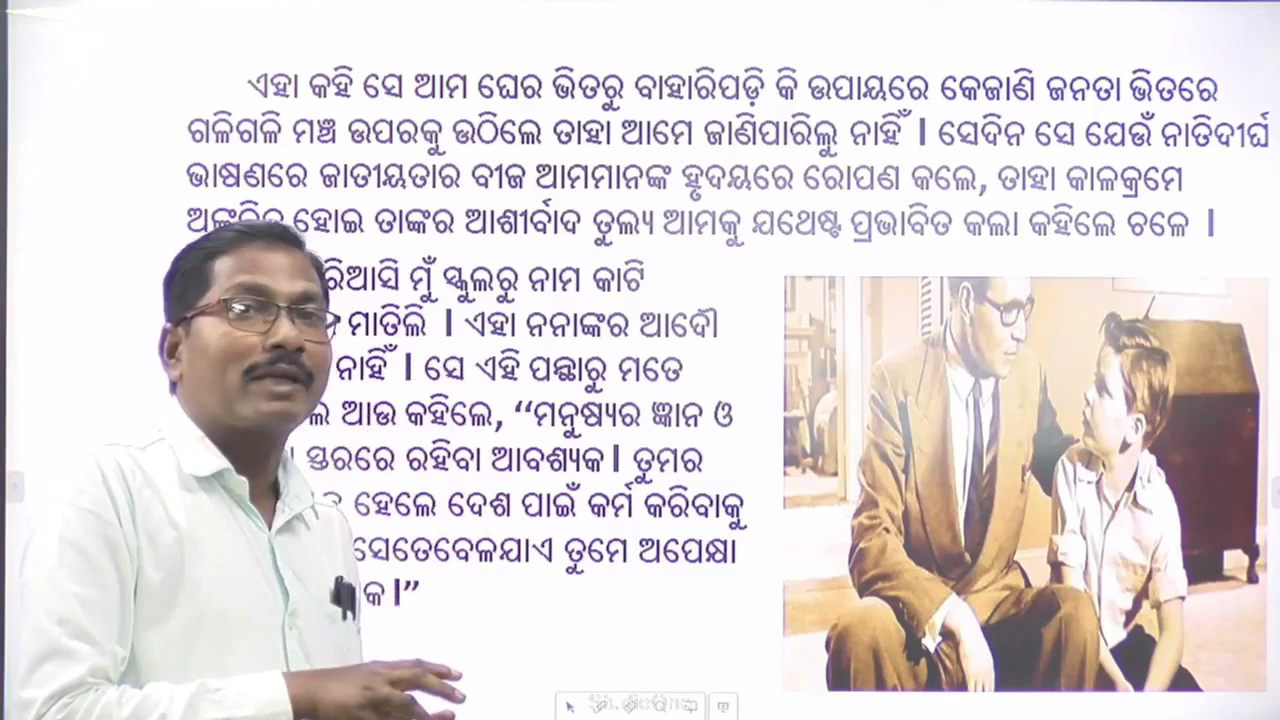 ଏହା କହି ସେ ଆମ ଘେର ଭିତରୁ ବାହାରିପଡ଼ି କି ଉପାୟରେ କେଜାଣି ଜନତା ଭିତରେ
ଗଳିଗଳି ମଞ୍ଚ ଉପରକୁ ଉଠିଲେ ତାହା ଆମେ ଜାଣିପାରିଲୁ ନାହିଁ । ସେଦିନ ସେ ଯେଉଁ ନାତିଦୀର୍ଘ
ଭାଷଣରେ ଜାତୀୟତାର ବୀଜ ଆମମାନଙ୍କ ହୃଦୟରେ ରୋପଣ କଲେ, ତାହା କାଳକ୍ରମେ
ହୋଇ ତାଙ୍କର ଆଶୀର୍ବାଦ ତୁଲ୍ୟ ଆମକୁ ଯଥେଷ୍ଟ ପ୍ରଭାବିତ କଲା କହିଲେ ଚଳେ ।
ମୁଁ ସ୍କୁଲରୁ ନାମ କାଟି
ମାତିଲି । ଏହା ନନାଙ୍କର ଆଦୌ
ନାହିଁ । ସେ ଏହି ପନ୍ଥାରୁ ମତେ
ଆଉ କହିଲେ, “ମନୁଷ୍ୟର ଜ୍ଞାନ ଓ
ସ୍ତରରେ ରହିବା ଆବଶ୍ୟକ। ତୁମର
ହେଲେ ଦେଶ ପାଇଁ କର୍ମ କରିବାକୁ
ସେତେବେଳଯାଏ ତୁମେ ଅପେକ୍ଷା